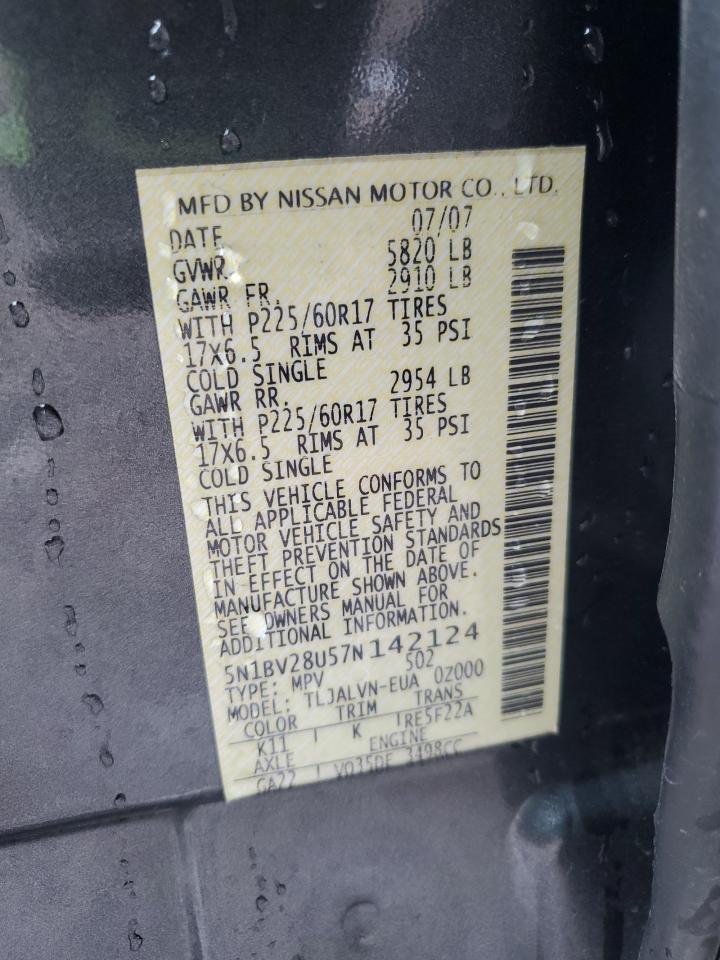 MFD BY NISSAN MOTOR CO., LTD.
DATE 07/07
GVWR 5820 LB
GAWR FR. 2910 LB
WITH P225/60R17 TIRES
17X6.5 RIMS AT 35 PSI
COLD SINGLE
GAWR RR. 2954 LB
WITH P225/60R17 TIRES
17X6.5 RIMS AT 35 PSI
COLD SINGLE
THIS VEHICLE CONFORMS TO
ALL APPLICABLE FEDERAL
MOTOR VEHICLE SAFETY AND
THEFT PREVENTION STANDARDS
IN EFFECT ON THE DATE OF
MANUFACTURE SHOWN ABOVE.
SEE OWNERS MANUAL FOR
ADDITIONAL INFORMATION.
5N1BV28U57N142124
TYPE: MPV 502
MODEL: TLJALVN-EUA 0Z000
COLOR TRIM TRANS
K11 K RE5F22A
AXLE ENGINE
GA22 VQ35DE 3498CC